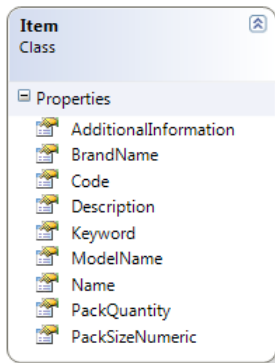 Item
Class
Properties
AdditionalInformation
BrandName
Code
Description
Keyword
ModelName
Name
PackQuantity
PackSizeNumeric